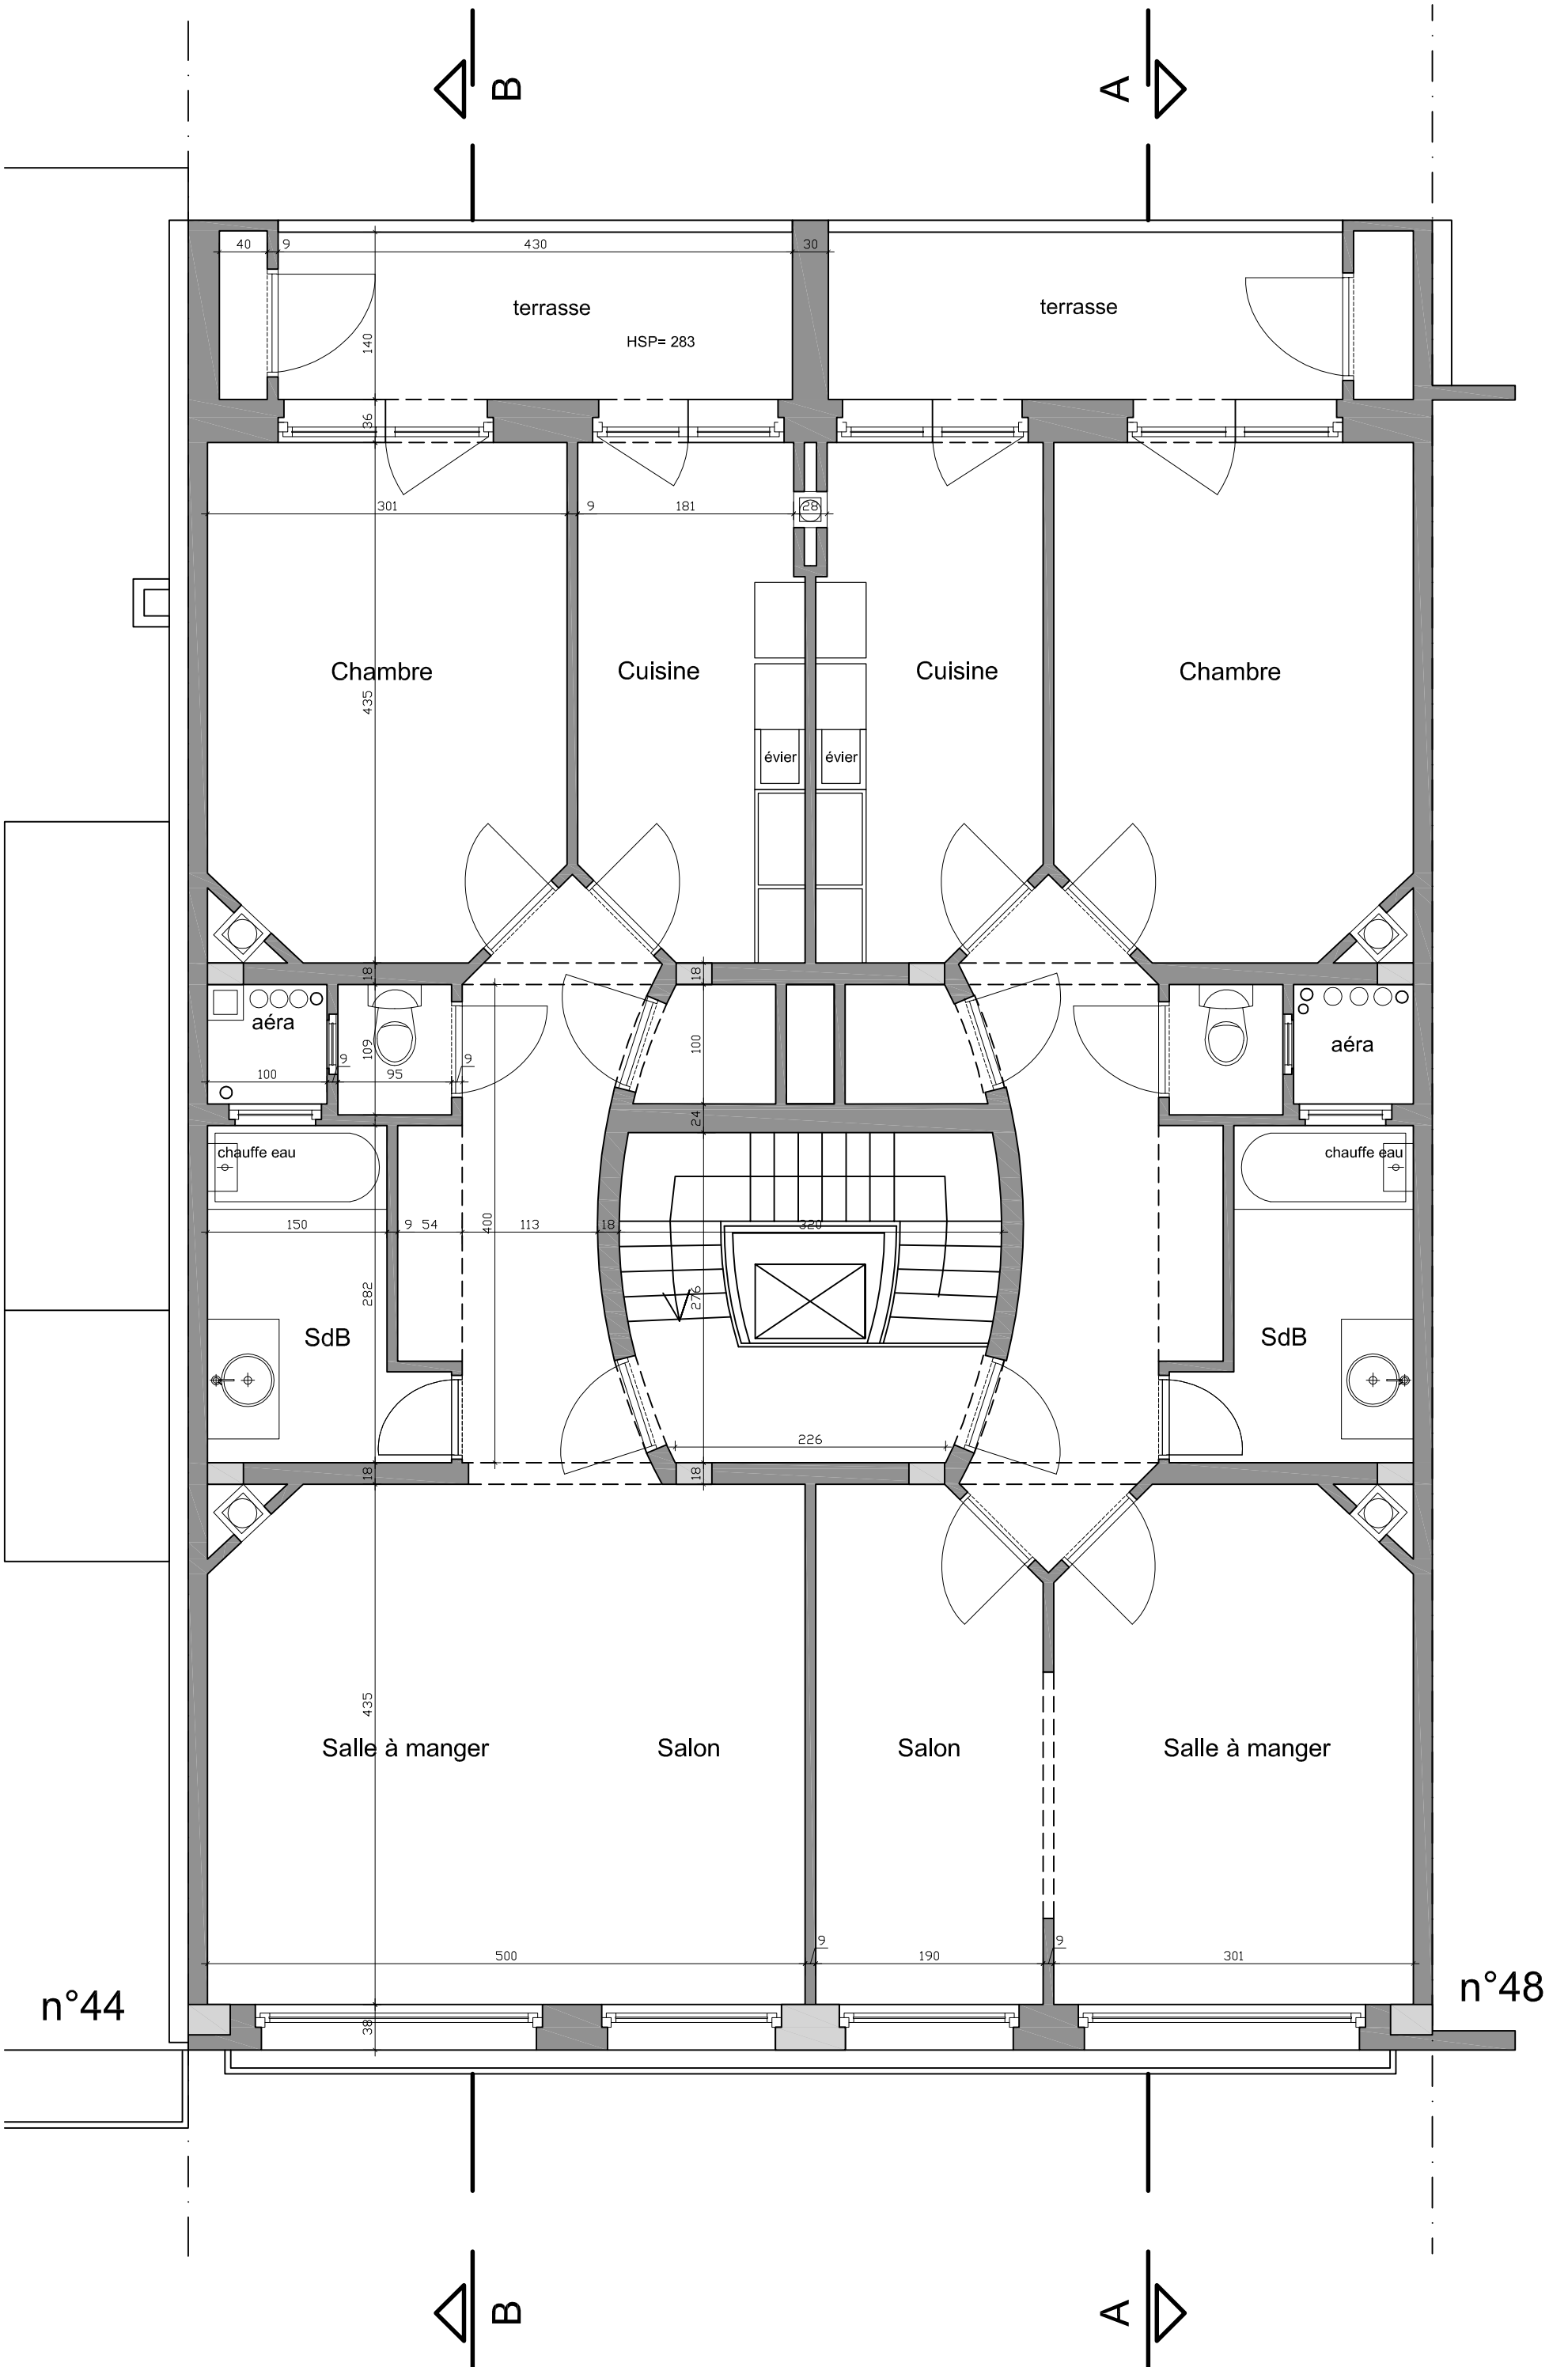 B
A
40
9
430
30
terrasse
terrasse
HSP= 283
140
36
301
9
181
28
Chambre
Cuisine
Cuisine
Chambre
435
évier
évier
18
18
aéra
aéra
109
100
9
95
9
100
24
chauffe eau
chauffe eau
150
9
54
400
113
18
320
282
276
SdB
SdB
226
18
18
435
Salle à manger
Salon
Salon
Salle à manger
500
9
190
9
301
n°44
n°48
38
B
A